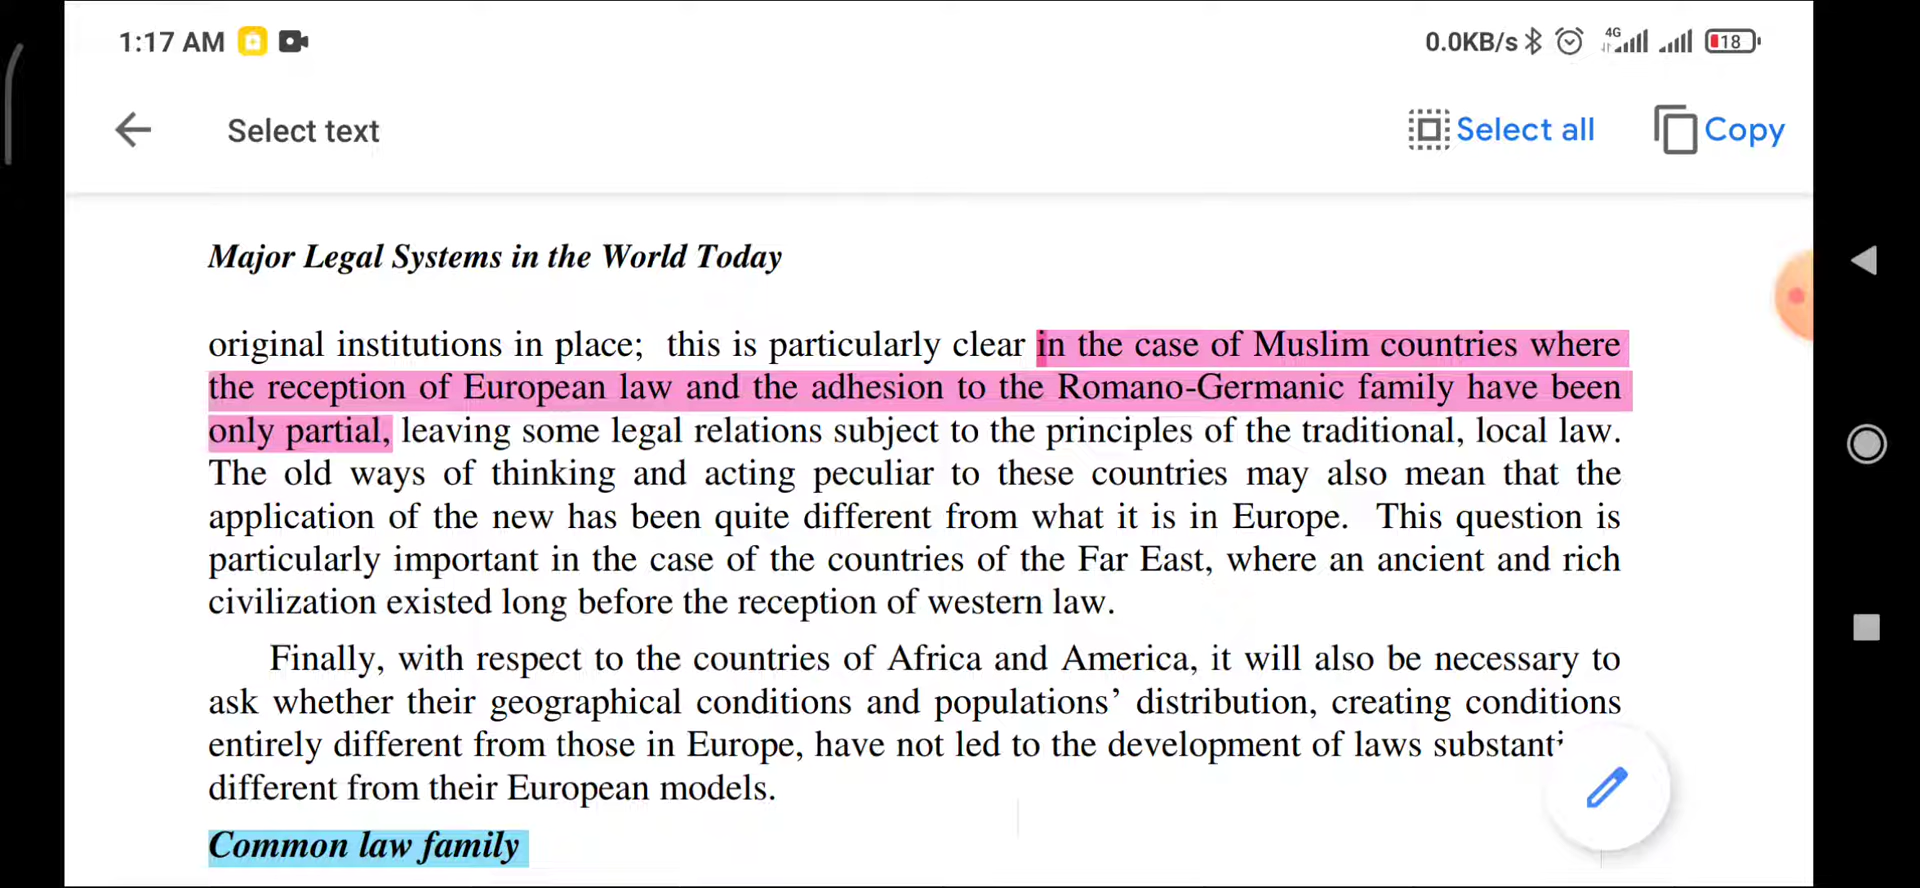 1:17 AM
0.0KB/s 4G 18
Select text
Select all
Copy
Major Legal Systems in the World Today
original institutions in place; this is particularly clear in the case of Muslim countries where
the reception of European law and the adhesion to the Romano-Germanic family have been
only partial, leaving some legal relations subject to the principles of the traditional, local law.
The old ways of thinking and acting peculiar to these countries may also mean that the
application of the new has been quite different from what it is in Europe. This question is
particularly important in the case of the countries of the Far East, where an ancient and rich
civilization existed long before the reception of western law.
Finally, with respect to the countries of Africa and America, it will also be necessary to
ask whether their geographical conditions and populations’ distribution, creating conditions
entirely different from those in Europe, have not led to the development of laws
different from their European models.
Common law family